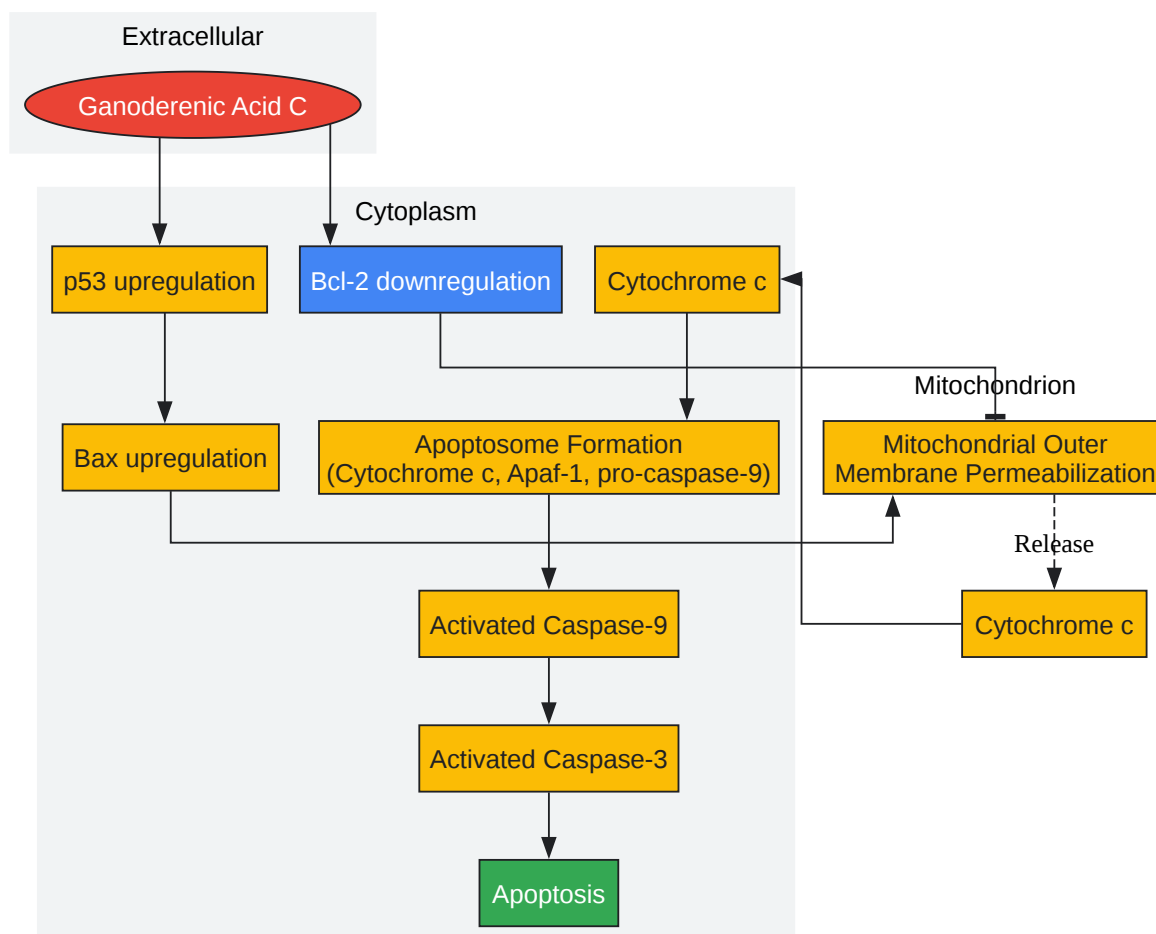 Extracellular
Ganoderenic Acid C
Cytoplasm
p53 upregulation
Bcl-2 downregulation
Cytochrome c
Mitochondrion
Bax upregulation
Apoptosome Formation
(Cytochrome c, Apaf-1, pro-caspase-9)
Mitochondrial Outer
Membrane Permeabilization
Release
Activated Caspase-9
Cytochrome c
Activated Caspase-3
Apoptosis